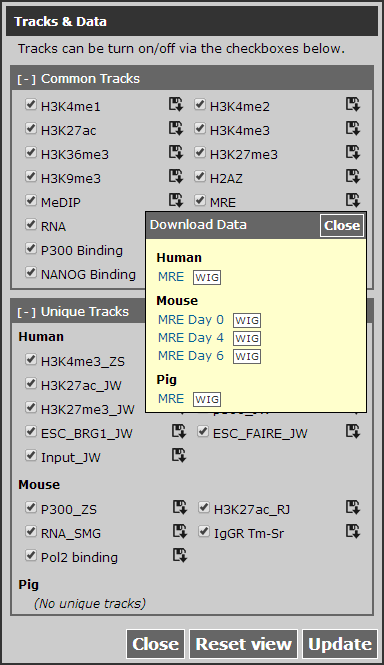 Tracks & Data
Tracks can be turn on/off via the checkboxes below.
[-] Common Tracks
H3K4me1 H3K4me2
H3K27ac H3K4me3
H3K36me3 H3K27me3
H3K9me3 H2AZ
MeDIP MRE
RNA
P300 Binding
NANOG Binding
Download Data Close
Human
MRE WIG
Mouse
MRE Day 0 WIG
MRE Day 4 WIG
MRE Day 6 WIG
Pig
MRE WIG
[-] Unique Tracks
Human
H3K4me3_ZS
H3K27ac_JW
H3K27me3_JW
ESC_BRG1_JW ESC_FAIRE_JW
Input_JW
Mouse
P300_ZS H3K27ac_RJ
RNA_SMG IgGR Tm-Sr
Pol2 binding
Pig
(No unique tracks)
Close Reset view Update